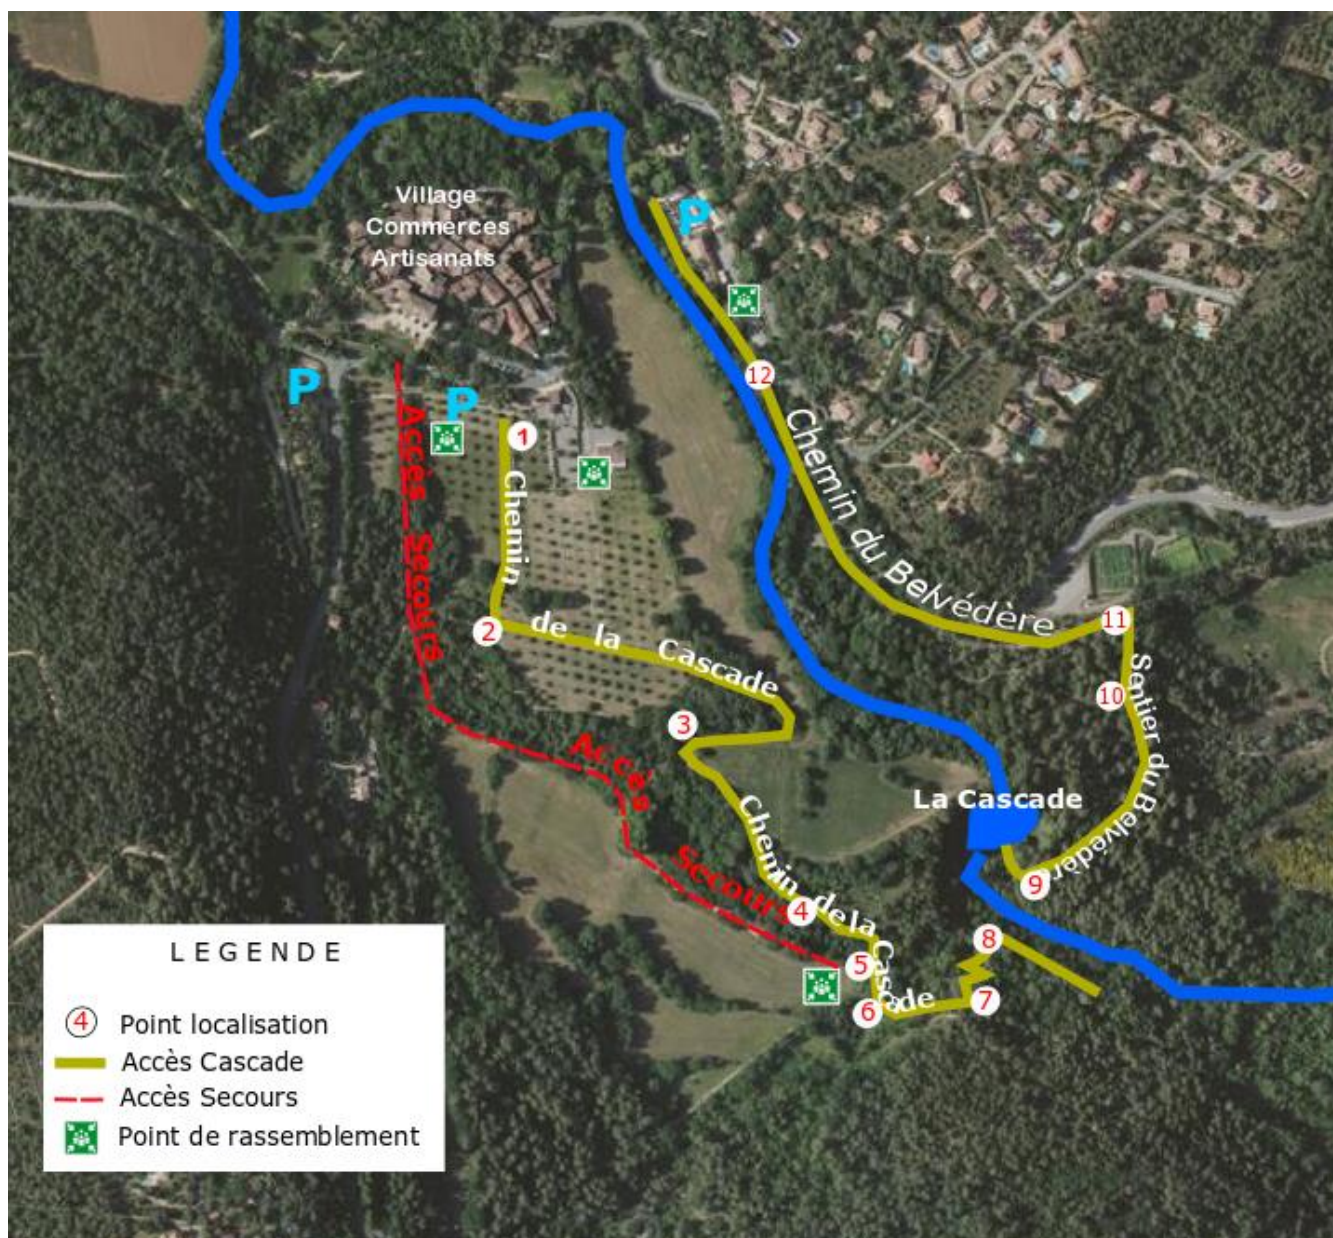 Village
Commerces
Artisanats
P
P
P
12
1
Accès Secours
Chemin
de la Cascade
2
3
Chemin du Belvédère
11
10
Sentier du Belvédère
Accès
Secours
La Cascade
Chemin de la Cascade
4
5
6
7
8
9
LEGENDE
4 Point localisation
Accès Cascade
Accès Secours
Point de rassemblement